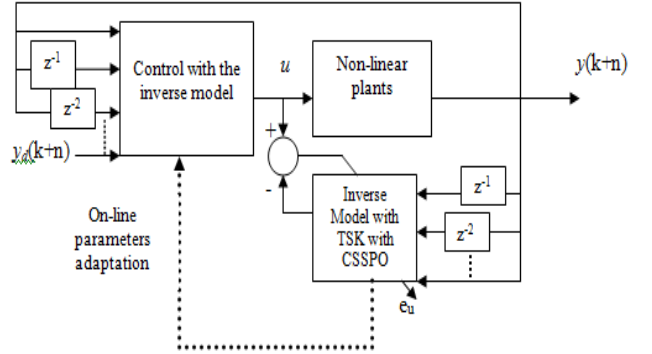 z-1
z-2
yd(k+n)
Control with the
inverse model
u
Non-linear
plants
y(k+n)
+
-
Inverse
Model with
TSK with
CSSPO
z-1
z-2
eu
On-line
parameters
adaptation